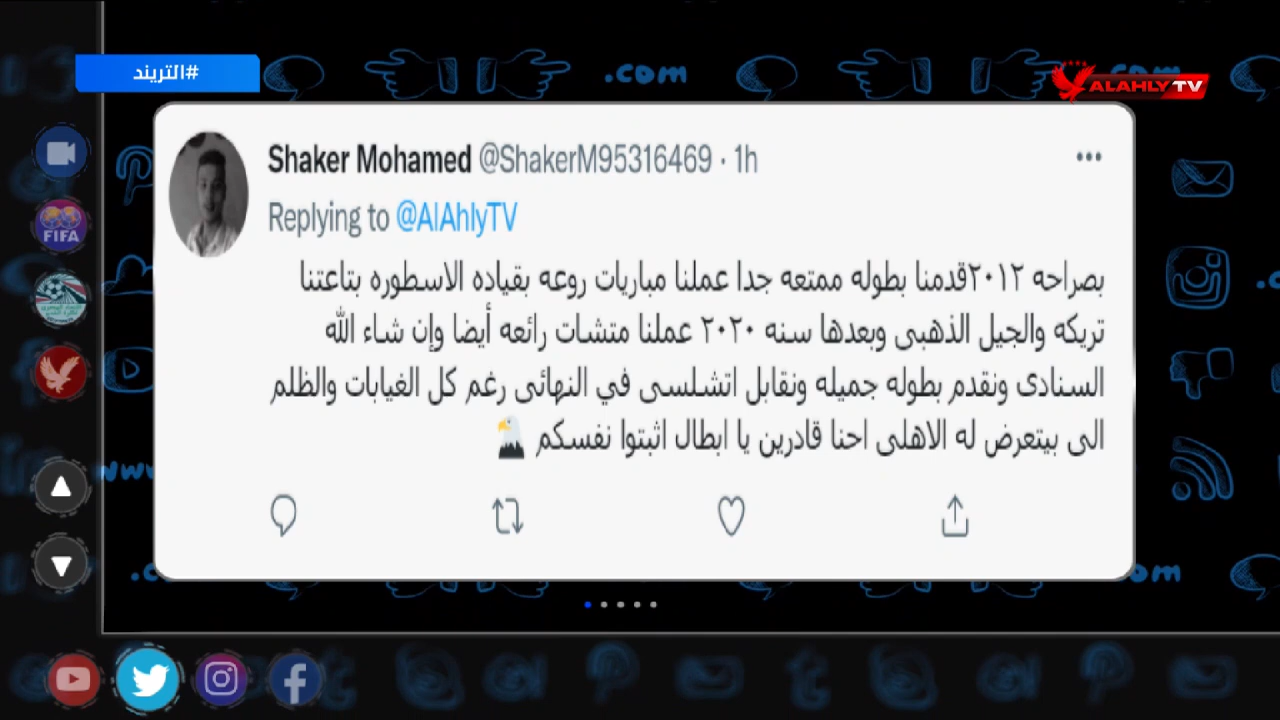 #التريند
.com
ALAHLY TV
Shaker Mohamed @ShakerM95316469 · 1h
Replying to @AlAhlyTV
بصراحه ٢٠١٢قدمنا بطوله ممتعه جدا عملنا مباريات روعه بقياده الاسطوره بتاعتنا
تريكه والجيل الذهبى وبعدها سنه ٢٠٢٠ عملنا متشات رائعه أيضا وإن شاء الله
السنادى ونقدم بطوله جميله ونقابل اتشلسى في النهائى رغم كل الغيابات والظلم
الى بيتعرض له الاهلى احنا قادرين يا ابطال اثبتوا نفسكم
FIFA